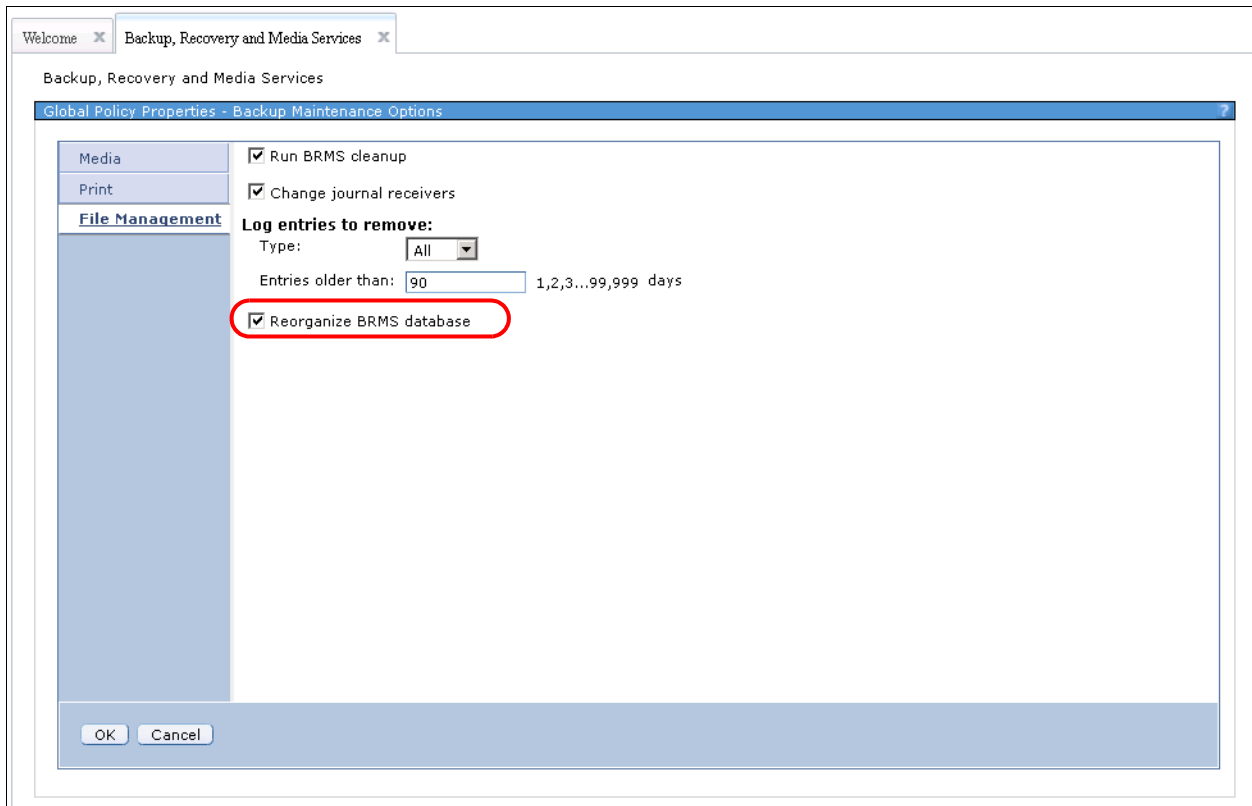 Welcome X Backup, Recovery and Media Services X
Backup, Recovery and Media Services
Global Policy Properties - Backup Maintenance Options ?
Media
Print
File Management
Run BRMS cleanup
Change journal receivers
Log entries to remove:
Type: All
Entries older than: 90 1,2,3...99,999 days
Reorganize BRMS database
OK Cancel